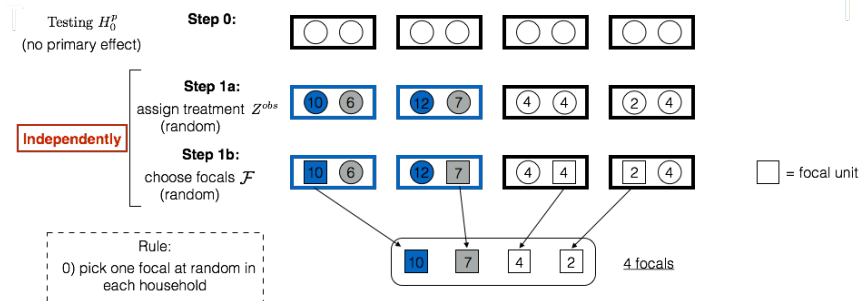 Testing H_0^p
Step 0:
(no primary effect)
Step 1a:
10 6 12 7 4 4 2 4
assign treatment Z^{obs}
(random)
Independently
Step 1b:
10 6 12 7 4 4 2 4
choose focals F
= focal unit
(random)
Rule:
0) pick one focal at random in
each household
10 7 4 2
4 focals